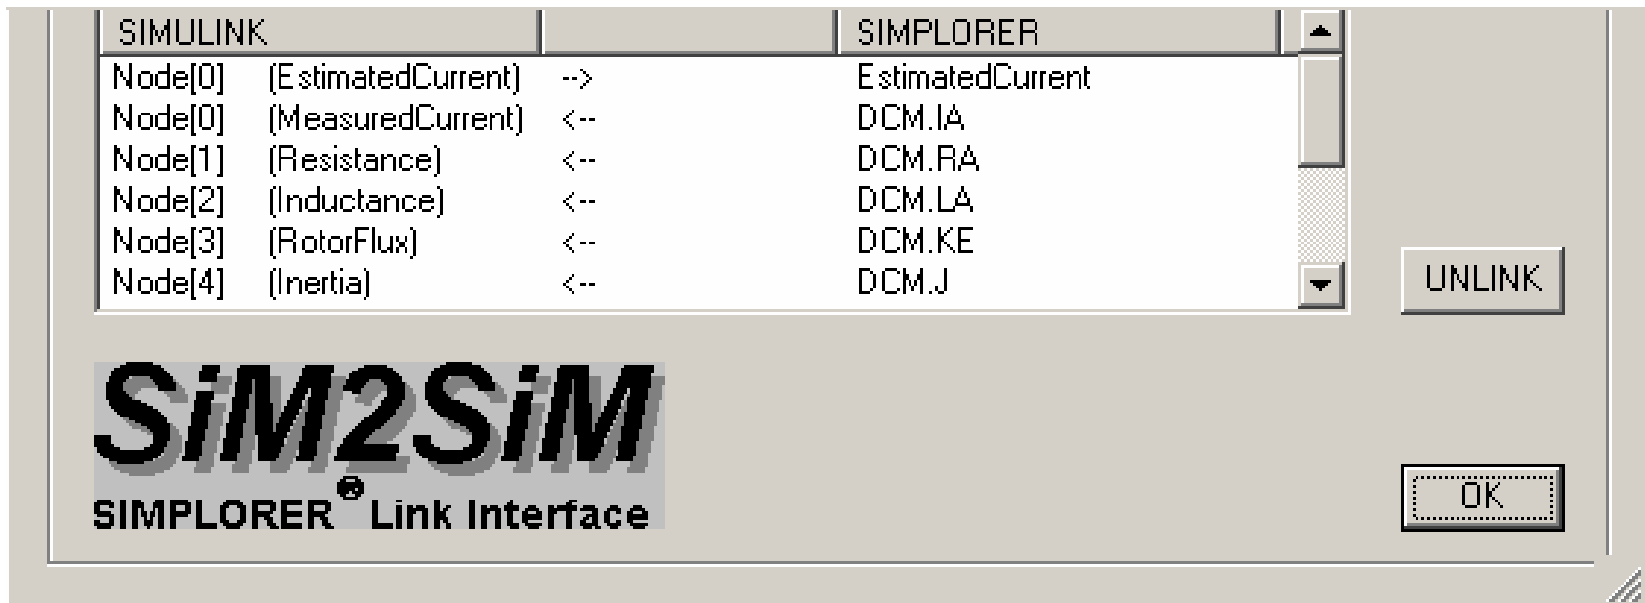 SIMULINK SIMPLORER
Node[0] (EstimatedCurrent) --> EstimatedCurrent
Node[0] (MeasuredCurrent) <-- DCM.IA
Node[1] (Resistance) <-- DCM.RA
Node[2] (Inductance) <-- DCM.LA
Node[3] (RotorFlux) <-- DCM.KE
Node[4] (Inertia) <-- DCM.J
UNLINK
SiM2SiM
SIMPLORER® Link Interface
OK